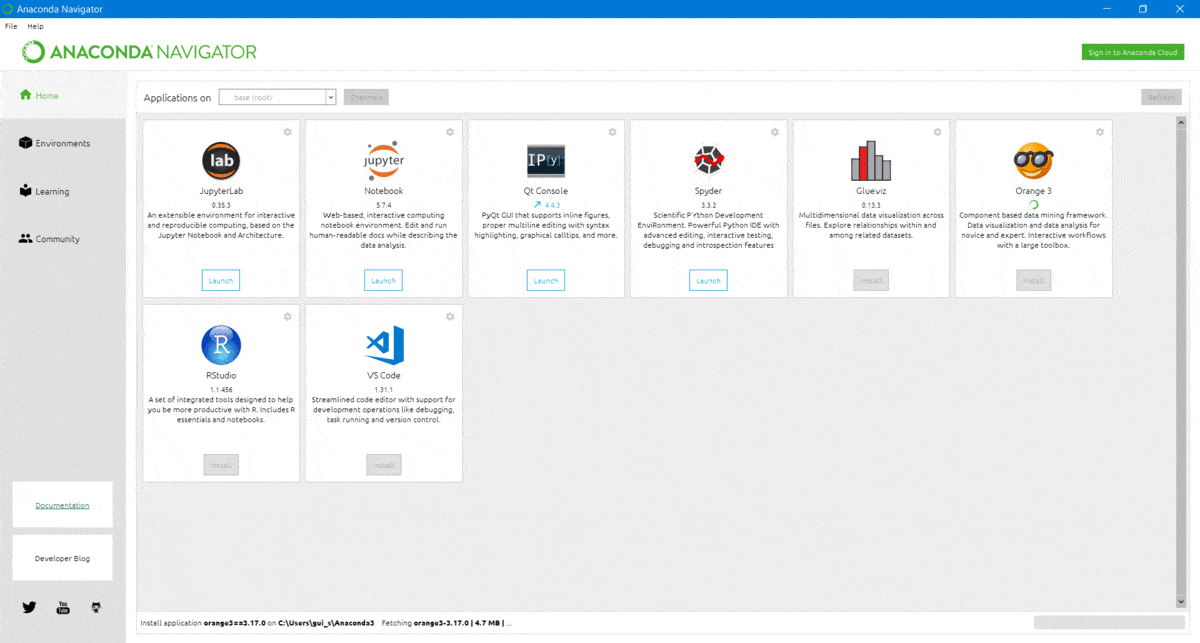 Anaconda Navigator
File Help
ANACONDA NAVIGATOR
Sign in to Anaconda Cloud
Home
Environments
Learning
Community
Documentation
Developer Blog
You
Tube
Applications on base (root) Channels Refresh
lab
JupyterLab
0.35.3
An extensible environment for interactive
and reproducible computing, based on the
Jupyter Notebook and Architecture.
Launch
jupyter
Notebook
5.7.4
Web-based, interactive computing
notebook environment. Edit and run
human-readable docs while describing the
data analysis.
Launch
IP[y]:
Qt Console
4.4.3
PyQt GUI that supports inline figures,
proper multiline editing with syntax
highlighting, graphical calltips, and more.
Launch
Spyder
3.3.2
Scientific PYthon Development
EnviRonment. Powerful Python IDE with
advanced editing, interactive testing,
debugging and introspection features
Launch
Glueviz
0.13.3
Multidimensional data visualization across
files. Explore relationships within and
among related datasets.
Install
Orange 3
Component based data mining framework.
Data visualization and data analysis for
novice and expert. Interactive workflows
with a large toolbox.
Install
R
RStudio
1.1.456
A set of integrated tools designed to help
you be more productive with R. Includes R
essentials and notebooks.
Install
VS Code
1.31.1
Streamlined code editor with support for
development operations like debugging,
task running and version control.
Install
Install application orange3==3.17.0 on C:\Users\gui_s\Anaconda3 Fetching orange3-3.17.0 | 4.7 MB | ...